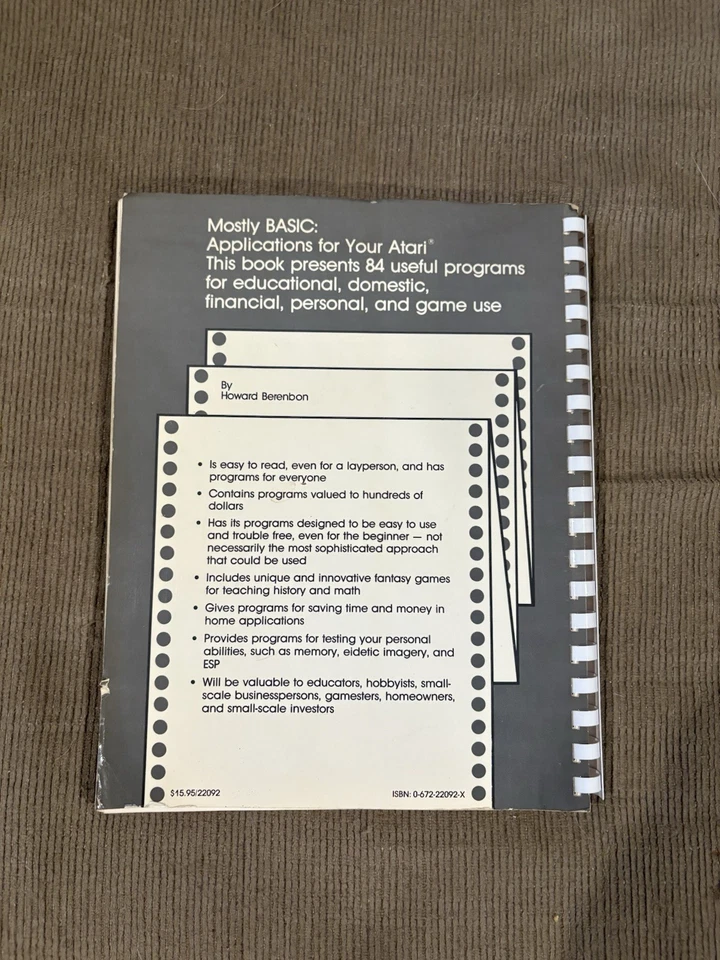 Mostly BASIC:
Applications for Your Atari®
This book presents 84 useful programs
for educational, domestic,
financial, personal, and game use
By
Howard Berenbon
• Is easy to read, even for a layperson, and has
programs for everyone
• Contains programs valued to hundreds of
dollars
• Has its programs designed to be easy to use
and trouble free, even for the beginner — not
necessarily the most sophisticated approach
that could be used
• Includes unique and innovative fantasy games
for teaching history and math
• Gives programs for saving time and money in
home applications
• Provides programs for testing your personal
abilities, such as memory, eidetic imagery, and
ESP
• Will be valuable to educators, hobbyists, small-
scale businesspersons, gamesters, homeowners,
and small-scale investors
$15.95/22092
ISBN: 0-672-22092-X